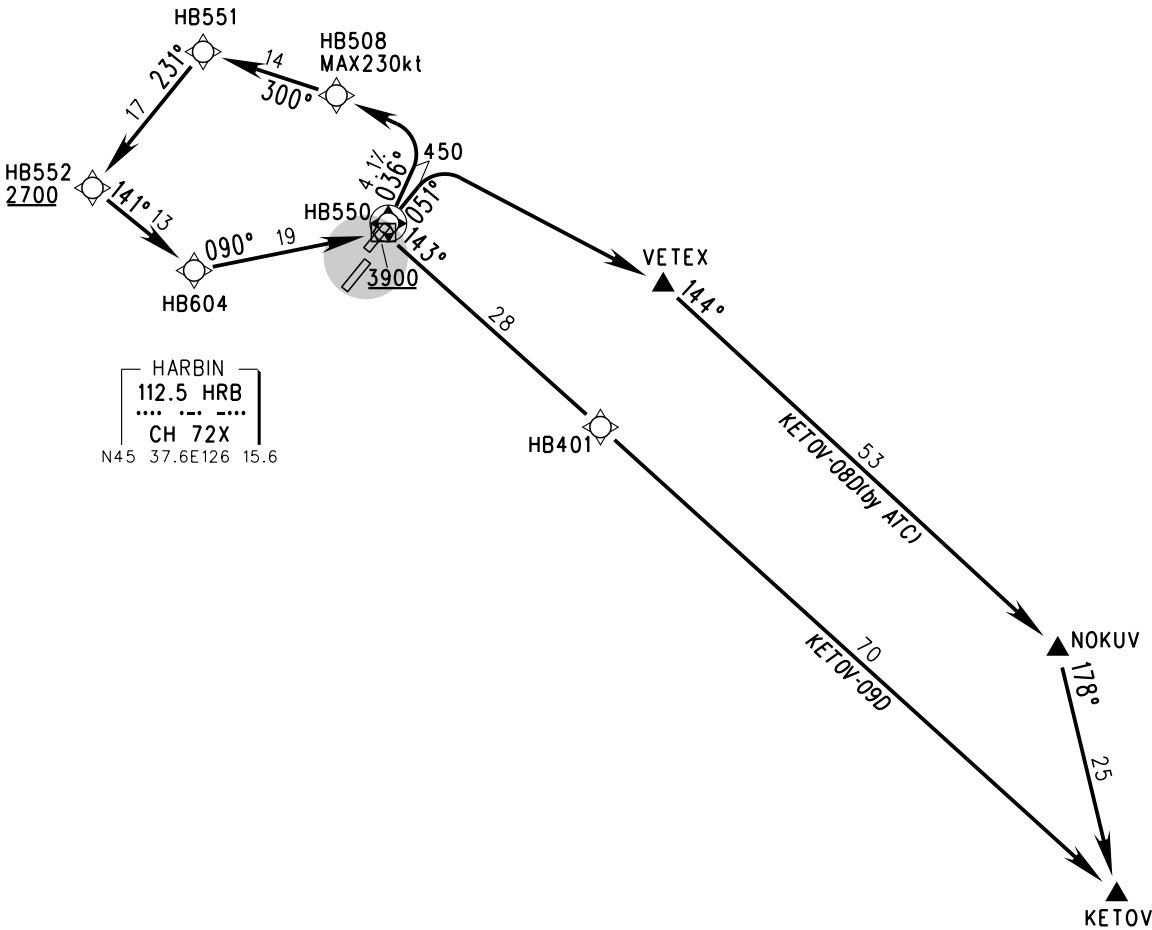 HB551
HB508
MAX230kt
14
300°
231°
17
HB552
2700
141°
13
HB604
090°
19
HB550
4.1%
036°
450
051°
143°
3900
HARBIN
112.5 HRB
···· ·-· -···
CH 72X
N45 37.6E126 15.6
28
HB401
VETEX
144°
53
KETOV-08D(by ATC)
70
KETOV-09D
NOKUV
178°
25
KETOV